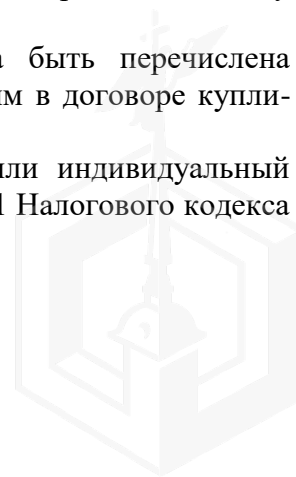 а быть перечислена
им в договоре купли-
или индивидуальный
1 Налогового кодекса